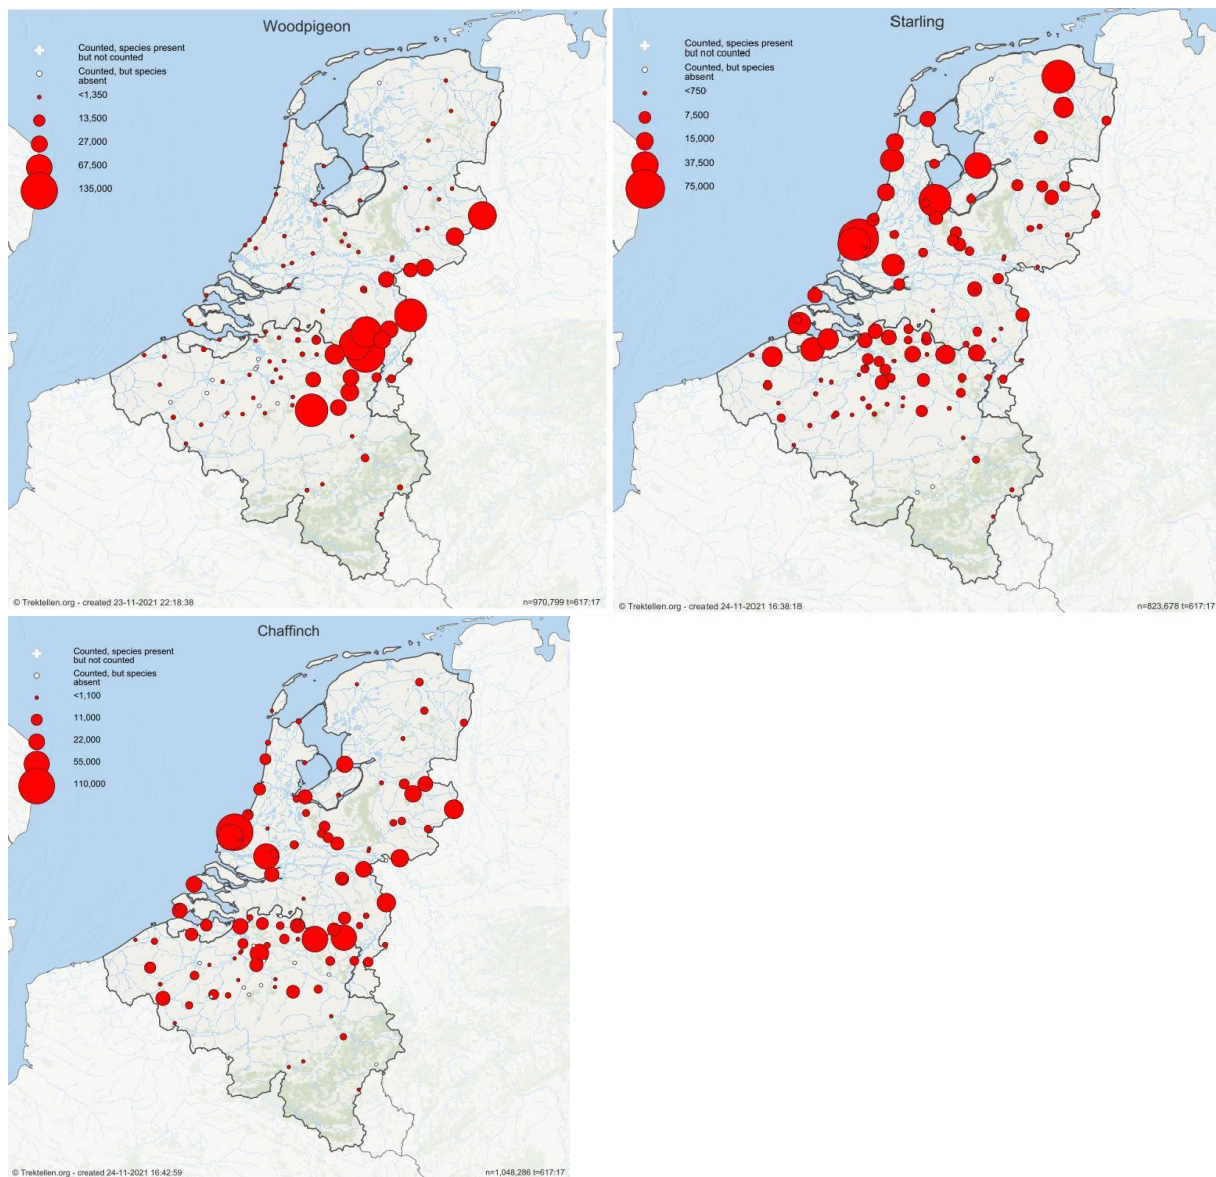 Woodpigeon
Counted, species present
but not counted
Counted, but species
absent
<1,350
13,500
27,000
67,500
135,000
© Trektellen.org - created 23-11-2021 22:18:38
n=970,799 t=617:17
Starling
Counted, species present
but not counted
Counted, but species
absent
<750
7,500
15,000
37,500
75,000
© Trektellen.org - created 24-11-2021 16:38:18
n=823,678 t=617:17
Chaffinch
Counted, species present
but not counted
Counted, but species
absent
<1,100
11,000
22,000
55,000
110,000
© Trektellen.org - created 24-11-2021 16:42:59
n=1,048,286 t=617:17